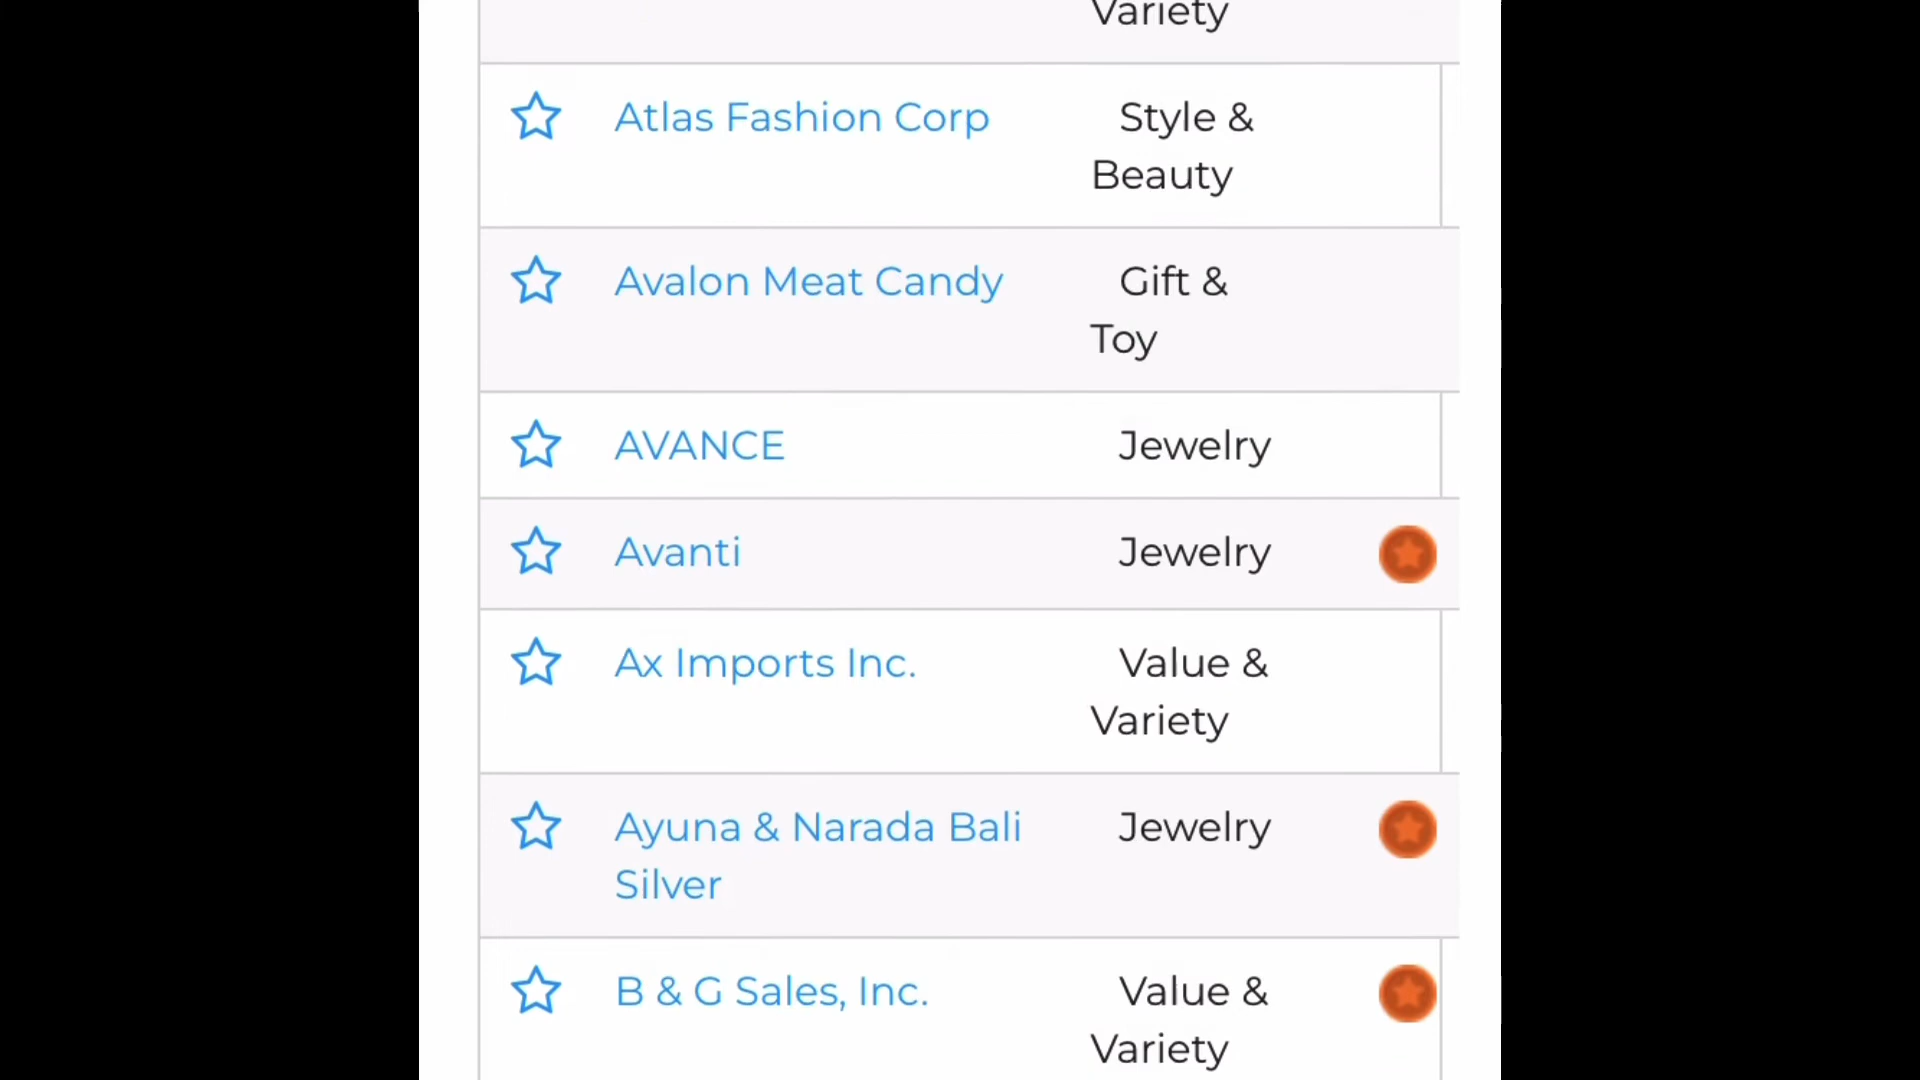 Variety
Atlas Fashion Corp Style &
Beauty
Avalon Meat Candy Gift &
Toy
AVANCE Jewelry
Avanti Jewelry
Ax Imports Inc. Value &
Variety
Ayuna & Narada Bali Jewelry
Silver
B & G Sales, Inc. Value &
Variety